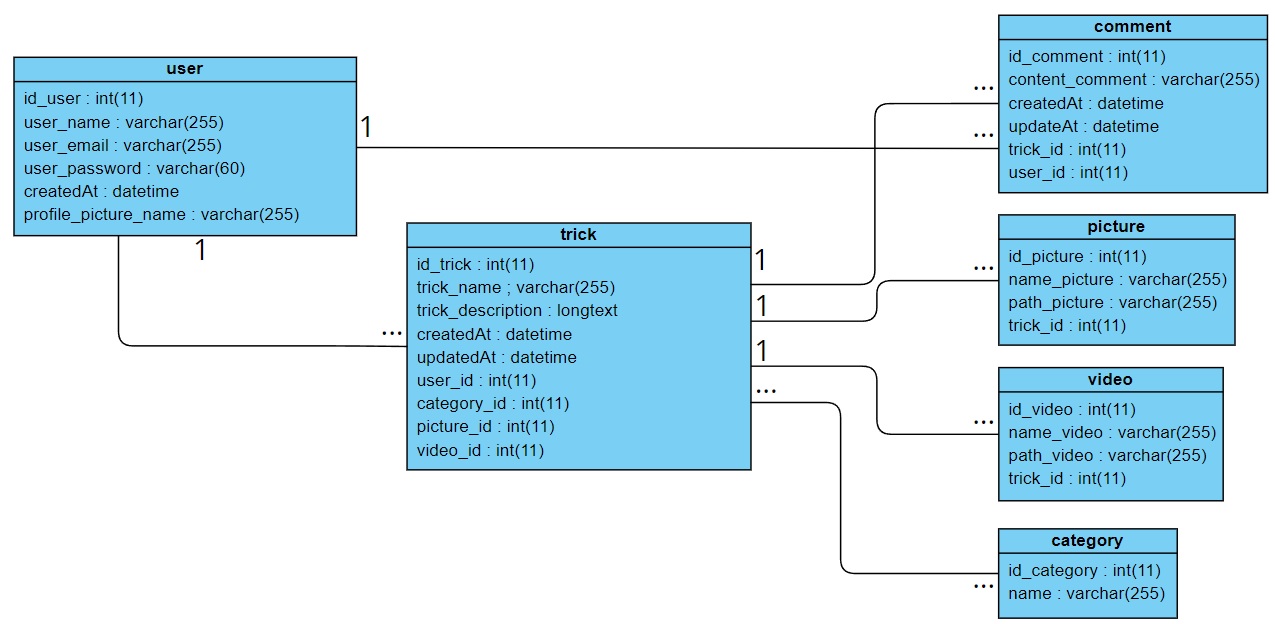 user
id_user : int(11)
user_name : varchar(255)
user_email : varchar(255)
user_password : varchar(60)
createdAt : datetime
profile_picture_name : varchar(255)
1
1
...
trick
id_trick : int(11)
trick_name ; varchar(255)
trick_description : longtext
createdAt : datetime
updatedAt : datetime
user_id : int(11)
category_id : int(11)
picture_id : int(11)
video_id : int(11)
1
1
1
...
...
...
comment
id_comment : int(11)
content_comment : varchar(255)
createdAt : datetime
updateAt : datetime
trick_id : int(11)
user_id : int(11)
...
picture
id_picture : int(11)
name_picture : varchar(255)
path_picture : varchar(255)
trick_id : int(11)
...
video
id_video : int(11)
name_video : varchar(255)
path_video : varchar(255)
trick_id : int(11)
...
category
id_category : int(11)
name : varchar(255)